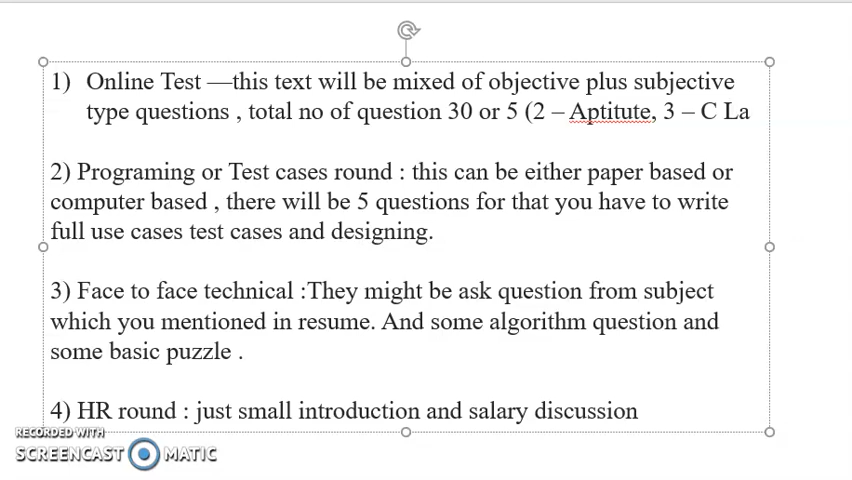 1) Online Test —this text will be mixed of objective plus subjective
type questions , total no of question 30 or 5 (2 – Aptitute, 3 – C La
2) Programing or Test cases round : this can be either paper based or
computer based , there will be 5 questions for that you have to write
full use cases test cases and designing.
3) Face to face technical :They might be ask question from subject
which you mentioned in resume. And some algorithm question and
some basic puzzle .
4) HR round : just small introduction and salary discussion
RECORDED WITH
SCREENCAST MATIC